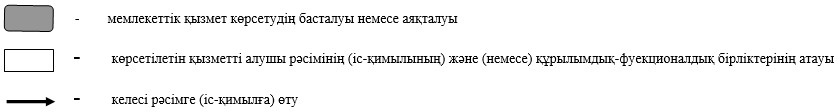 - мемлекеттік қызмет көрсетудің басталуы немесе аяқталуы
- көрсетілетін қызметті алушы рәсімінің (іс-қимылының) және (немесе) құрылымдық-фуекционалдық бірліктерінің атауы
- келесі рәсімге (іс-қимылға) өту